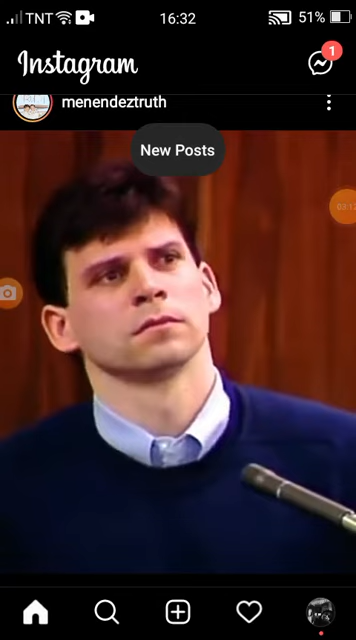 TNT 16:32 51%
Instagram 1
menendeztruth
New Posts